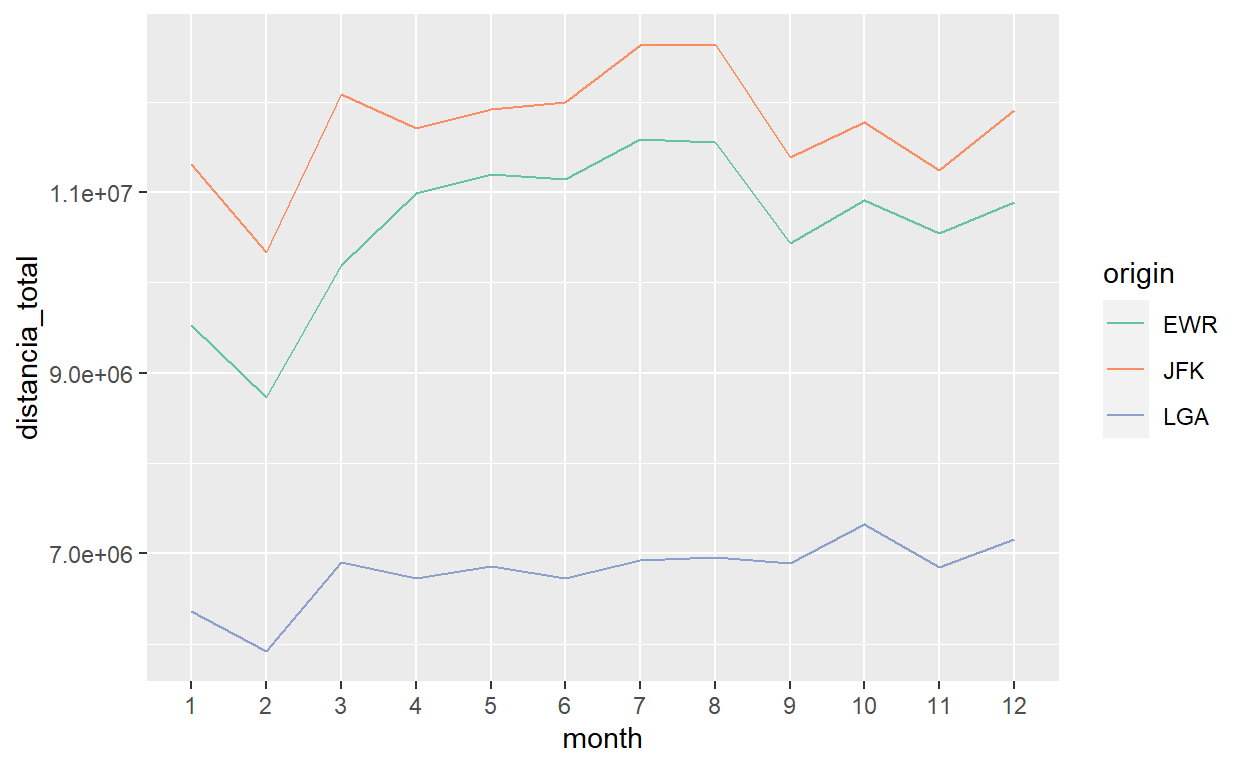 1.1e+07
9.0e+06
7.0e+06
distancia_total
1 2 3 4 5 6 7 8 9 10 11 12
month
origin
EWR
JFK
LGA